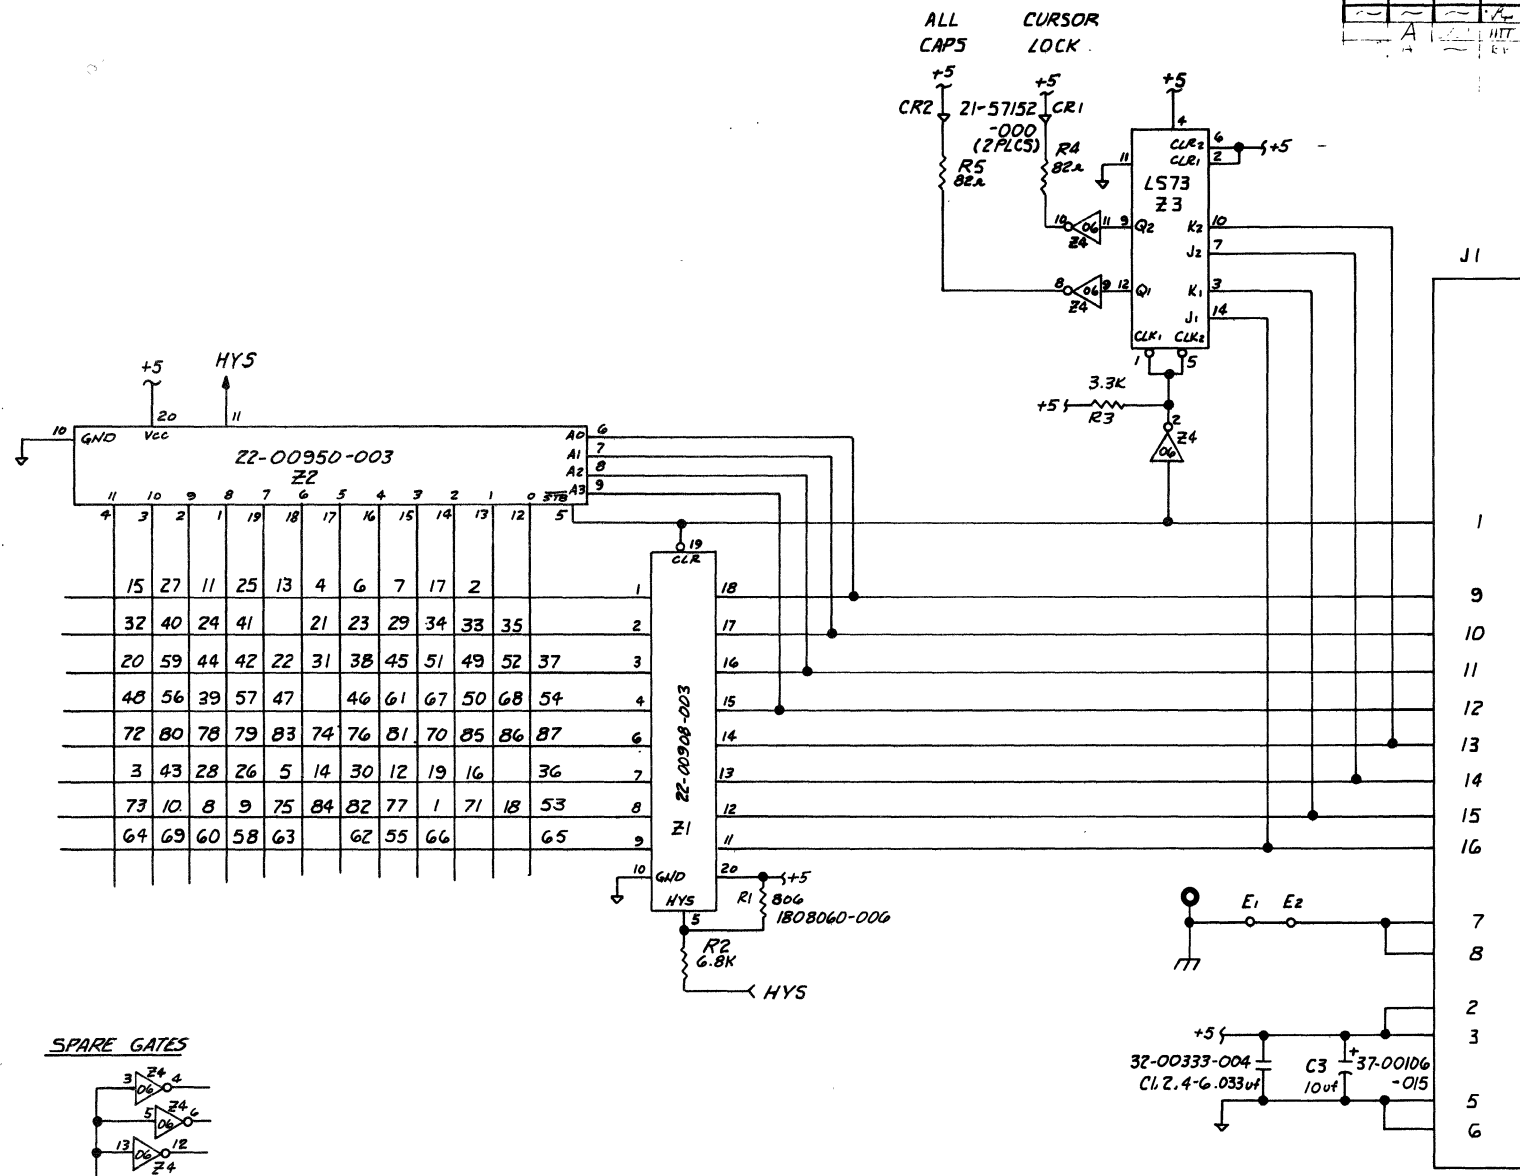 ALL CAPS
CURSOR LOCK
+5
+5
+5
CR2
21-57152
CR1
-000
(2PLCS)
R5
82Ω
R4
82Ω
4
11
CLR2 6
CLR1 2
+5
LS73
Z3
10 06 11 9 Q2
Z4
K2 10
J2 7
8 06 9 12 Q1
Z4
K1 3
J1 14
CLK1 CLK2
1 5
3.3K
+5
R3
2
Z4
06
J1
+5
HYS
20
11
10 GND
VCC
22-00950-003
Z2
A0 6
A1 7
A2 8
A3 9
11 10 9 8 7 6 5 4 3 2 1 0 STB
4 3 2 1 19 18 17 16 15 14 13 12 5
19
CLR
15 27 11 25 13 4 6 7 17 2
1 18
32 40 24 41 21 23 29 34 33 35
2 17
20 59 44 42 22 31 38 45 51 49 52 37
3 16
48 56 39 57 47 46 61 67 50 68 54
4 15
72 80 78 79 83 74 76 81 70 85 86 87
6 14
3 43 28 26 5 14 30 12 19 16 36
7 13
73 10 8 9 75 84 82 77 1 71 18 53
8 12
64 69 60 58 63 62 55 66 65
9 11
22-00908-003
Z1
10 GND
20
+5
HYS
5
R1 806
1808060-006
R2
6.8K
HYS
1
9
10
11
12
13
14
15
16
E1 E2
7
8
2
3
+5
32-00333-004
C1,2,4-6 .033uf
C3
10uf
+
37-00106
-015
5
6
SPARE GATES
3 06 Z4 4
5 06 Z4 6
13 06 12
Z4